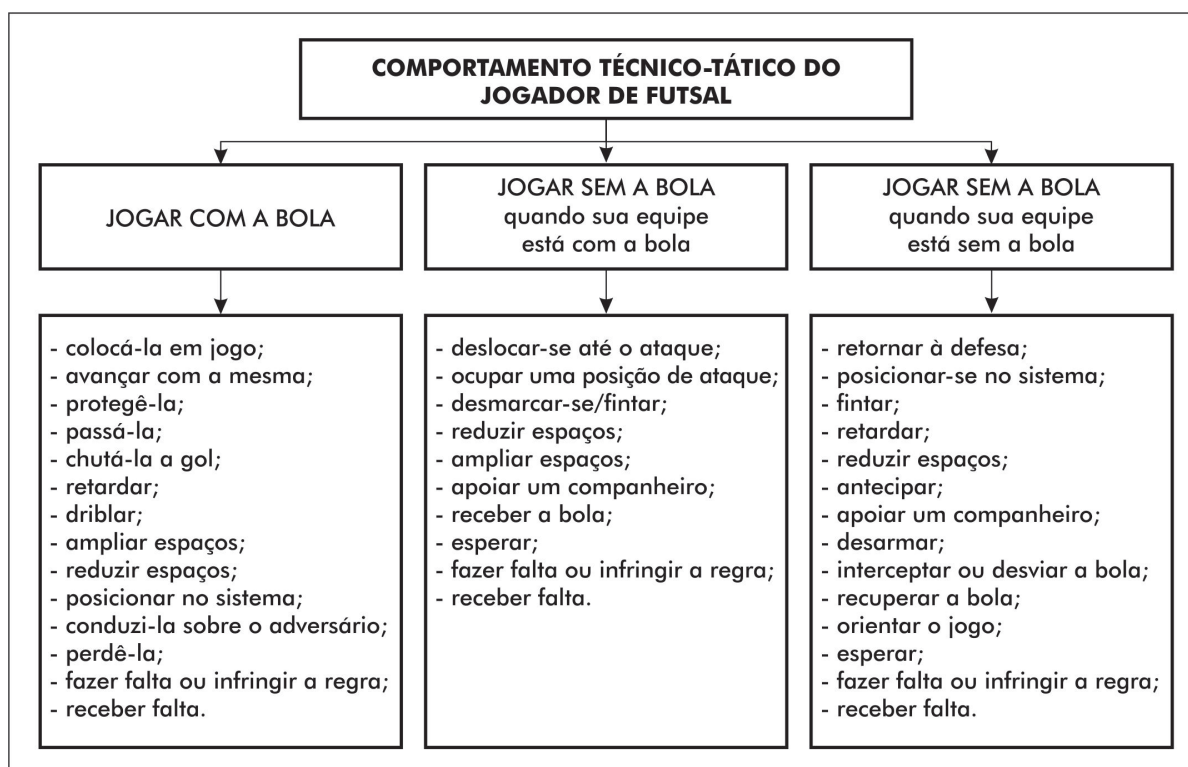 COMPORTAMENTO TÉCNICO-TÁTICO DO
JOGADOR DE FUTSAL
JOGAR COM A BOLA
JOGAR SEM A BOLA
quando sua equipe
está com a bola
JOGAR SEM A BOLA
quando sua equipe
está sem a bola
- colocá-la em jogo;
- avançar com a mesma;
- protegê-la;
- passá-la;
- chutá-la a gol;
- retardar;
- driblar;
- ampliar espaços;
- reduzir espaços;
- posicionar no sistema;
- conduzi-la sobre o adversário;
- perdê-la;
- fazer falta ou infringir a regra;
- receber falta.
- deslocar-se até o ataque;
- ocupar uma posição de ataque;
- desmarcar-se/fintar;
- reduzir espaços;
- ampliar espaços;
- apoiar um companheiro;
- receber a bola;
- esperar;
- fazer falta ou infringir a regra;
- receber falta.
- retornar à defesa;
- posicionar-se no sistema;
- fintar;
- retardar;
- reduzir espaços;
- antecipar;
- apoiar um companheiro;
- desarmar;
- interceptar ou desviar a bola;
- recuperar a bola;
- orientar o jogo;
- esperar;
- fazer falta ou infringir a regra;
- receber falta.